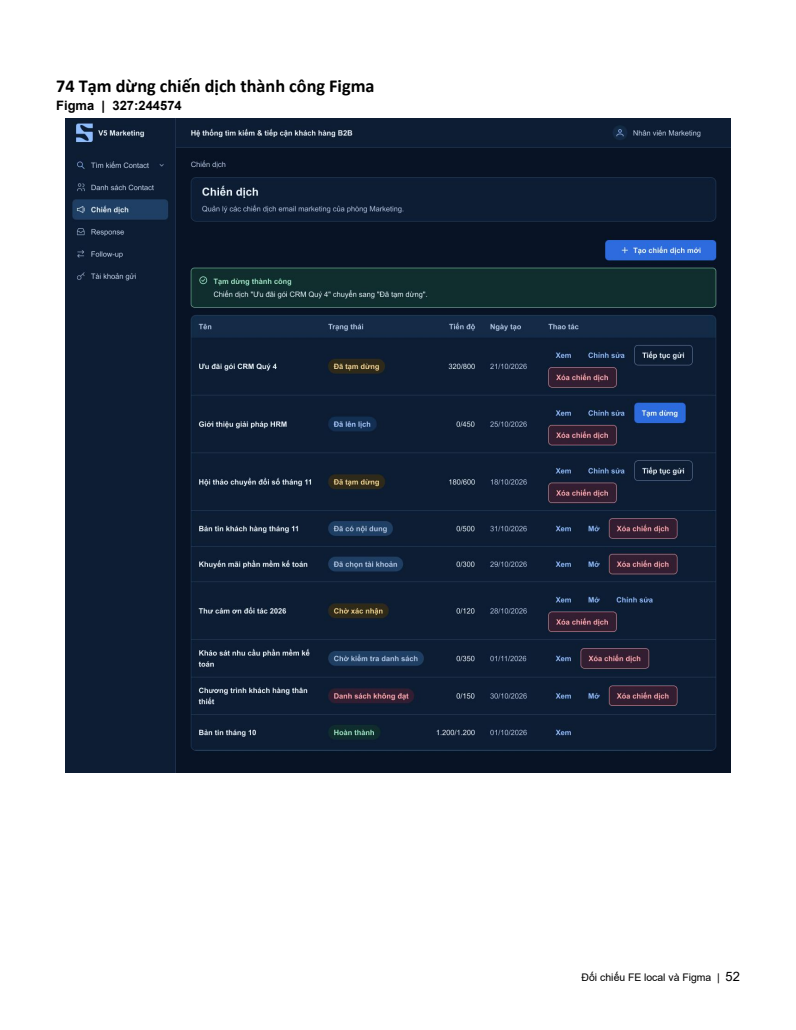 74 Tạm dừng chiến dịch thành công Figma
Figma | 327:244574
V5 Marketing
Hệ thống tìm kiếm & tiếp cận khách hàng B2B
Nhân viên Marketing
Tìm kiếm Contact
Danh sách Contact
Chiến dịch
Response
Follow-up
Tài khoản gửi
Chiến dịch
Chiến dịch
Quản lý các chiến dịch email marketing của phòng Marketing.
+ Tạo chiến dịch mới
Tạm dừng thành công
Chiến dịch "Ưu đãi gói CRM Quý 4" chuyển sang "Đã tạm dừng".
Tên Trạng thái Tiến độ Ngày tạo Thao tác
Ưu đãi gói CRM Quý 4 Đã tạm dừng 320/800 21/10/2026 Xem Chỉnh sửa Tiếp tục gửi
Xóa chiến dịch
Giới thiệu giải pháp HRM Đã lên lịch 0/450 25/10/2026 Xem Chỉnh sửa Tạm dừng
Xóa chiến dịch
Hội thảo chuyển đổi số tháng 11 Đã tạm dừng 180/600 18/10/2026 Xem Chỉnh sửa Tiếp tục gửi
Xóa chiến dịch
Bản tin khách hàng tháng 11 Đã có nội dung 0/500 31/10/2026 Xem Mở Xóa chiến dịch
Khuyến mãi phần mềm kế toán Đã chọn tài khoản 0/300 29/10/2026 Xem Mở Xóa chiến dịch
Thư cảm ơn đối tác 2026 Chờ xác nhận 0/120 28/10/2026 Xem Mở Chỉnh sửa
Xóa chiến dịch
Khảo sát nhu cầu phần mềm kế
toán Chờ kiểm tra danh sách 0/350 01/11/2026 Xem Xóa chiến dịch
Chương trình khách hàng thân
thiết Danh sách không đạt 0/150 30/10/2026 Xem Mở Xóa chiến dịch
Bản tin tháng 10 Hoàn thành 1.200/1.200 01/10/2026 Xem
Đối chiếu FE local và Figma | 52